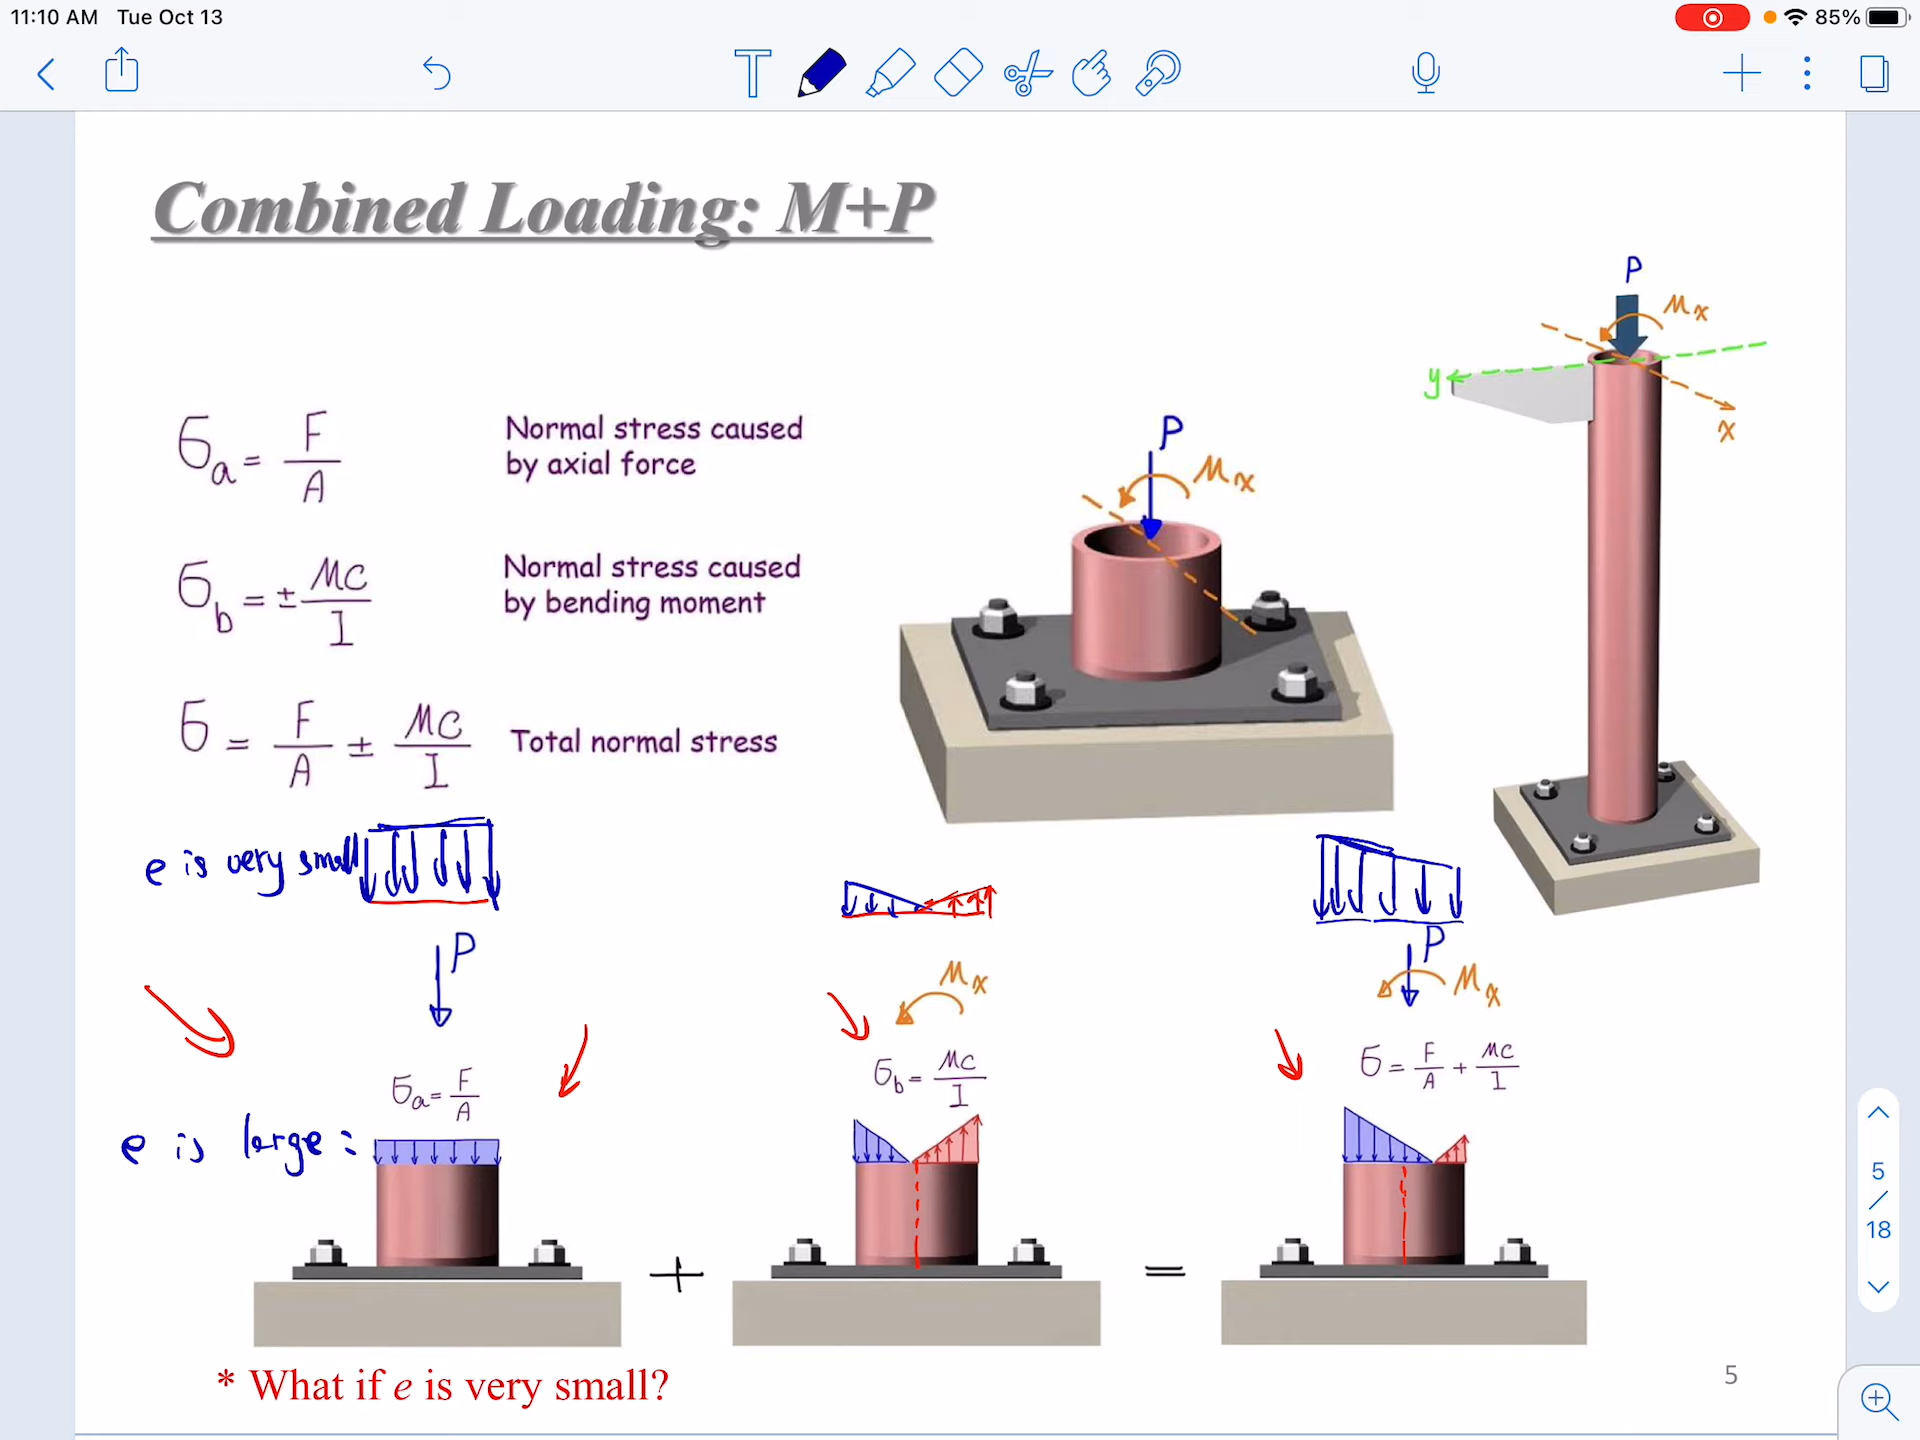 11:10 AM Tue Oct 13
85%
T
Combined Loading: M+P
P
Mx
y
x
σa = F/A
Normal stress caused
by axial force
P
Mx
σb = ± MC/I
Normal stress caused
by bending moment
σ = F/A ± MC/I
Total normal stress
e is very small
P
Mx
P
Mx
σa = F/A
σb = MC/I
σ = F/A + MC/I
e is large:
+
=
5
/
18
* What if e is very small?
5